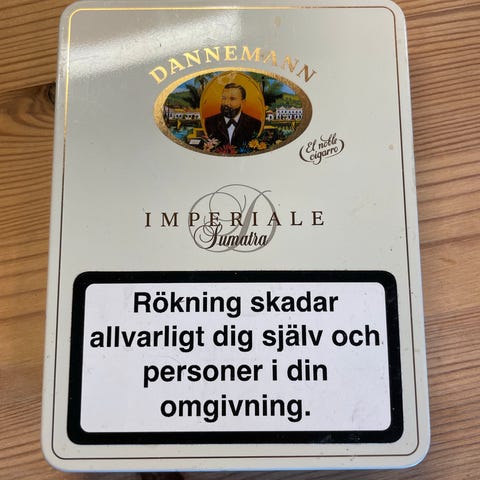 DANNEMANN
El noble
cigarro
IMPERIALE
D
Sumatra
Rökning skadar
allvarligt dig själv och
personer i din
omgivning.